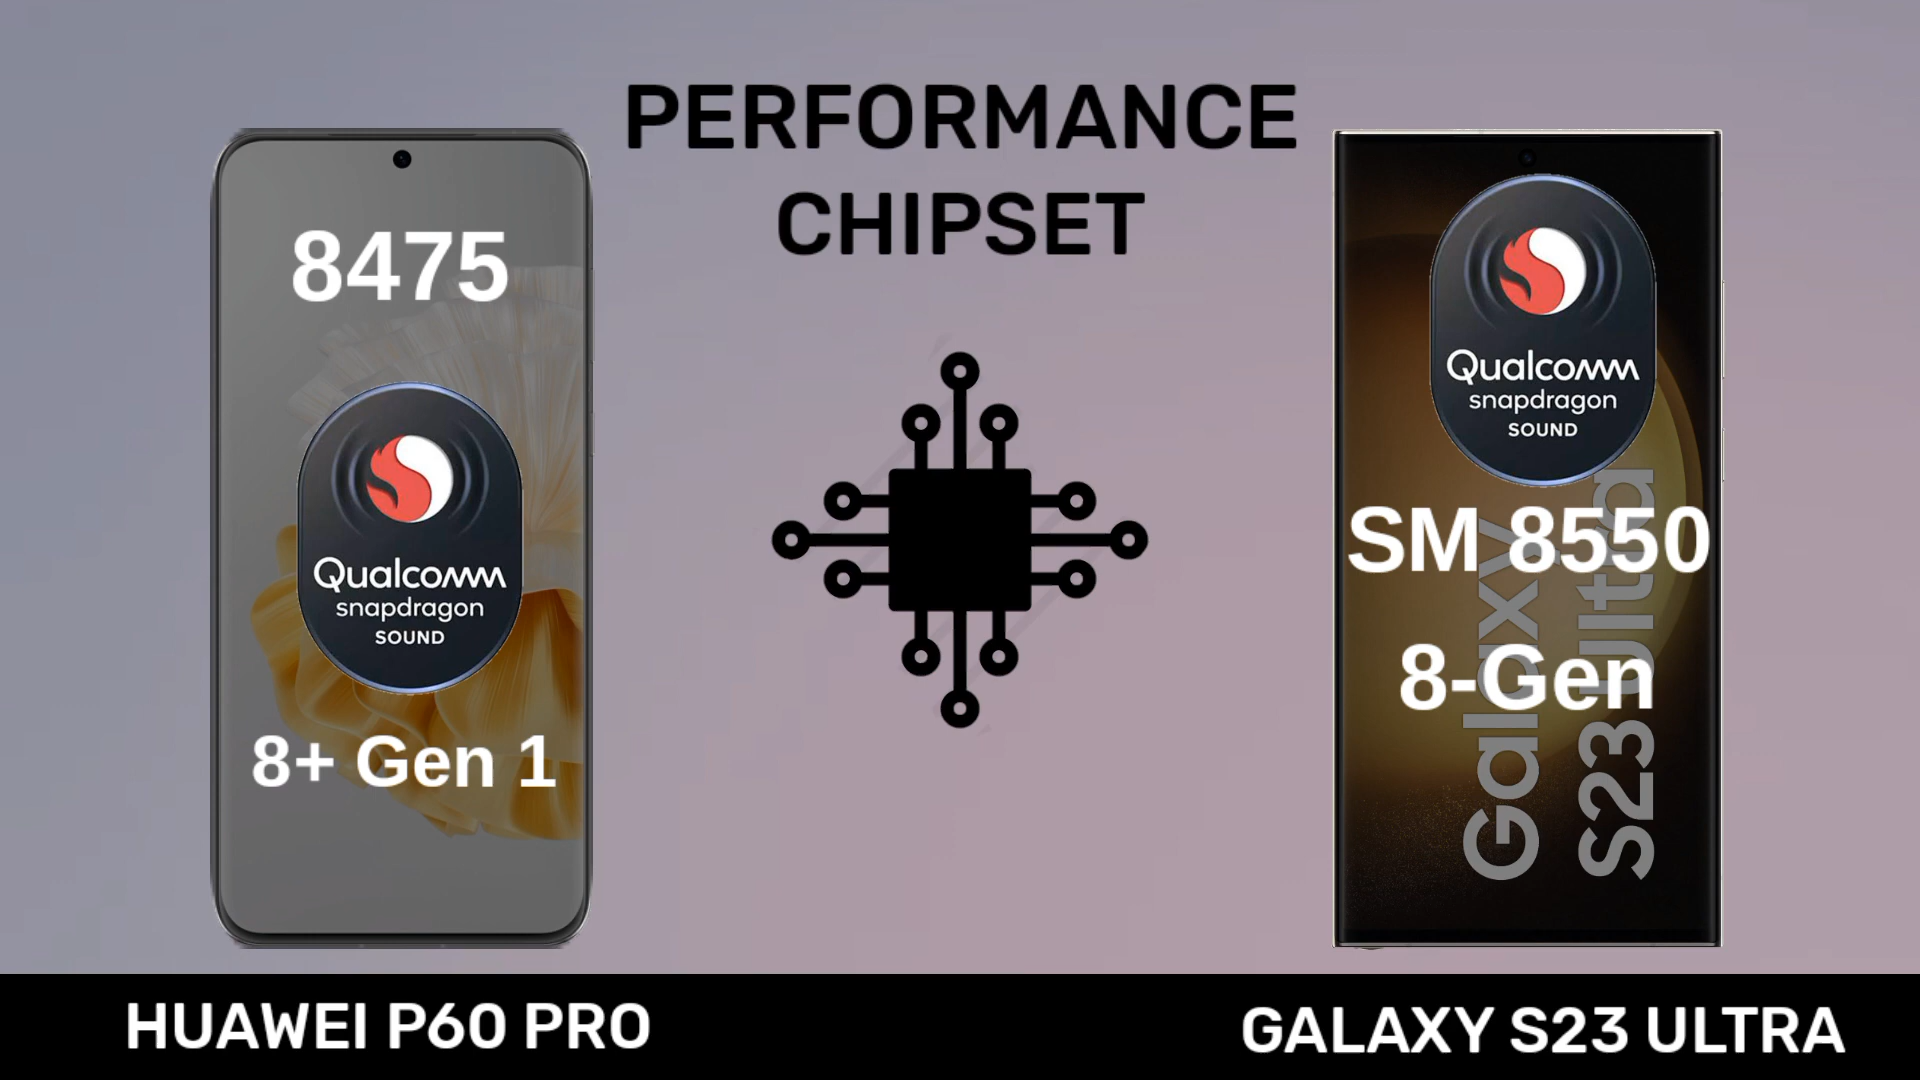 PERFORMANCE
CHIPSET
8475
Qualcomm
snapdragon
SOUND
8+ Gen 1
Qualcomm
snapdragon
SOUND
SM 8550
8-Gen
Galaxy
S23 Ultra
HUAWEI P60 PRO
GALAXY S23 ULTRA